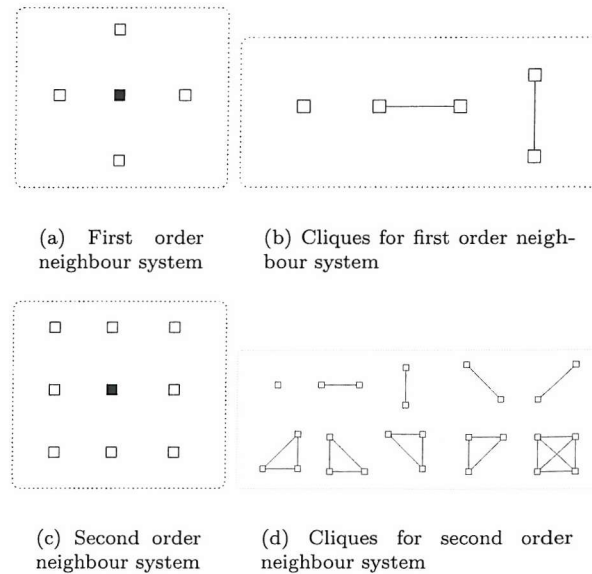 (a) First order
neighbour system
(b) Cliques for first order neigh-
bour system
(c) Second order
neighbour system
(d) Cliques for second order
neighbour system